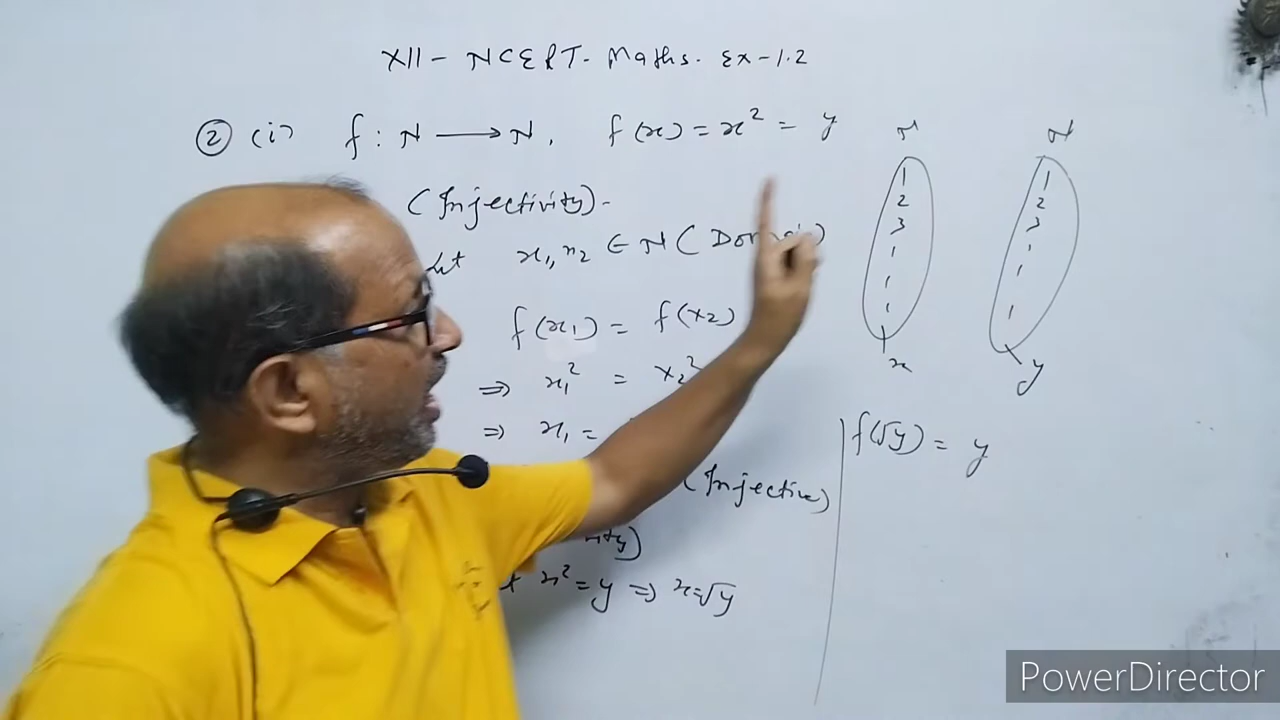 XII - NCERT - Maths. Ex - 1.2
② (i) f : N ⟶ N, f(x) = x² = y
(Injectivity) -
Let x₁, x₂ ∈ N (
f(x₁) = f(x₂)
⇒ x₁² = x₂²
⇒ x₁ =
(Injective)
x² = y ⇒ x = √y
N
1
2
3
x
N
1
2
3
y
f(√y) = y
PowerDirector